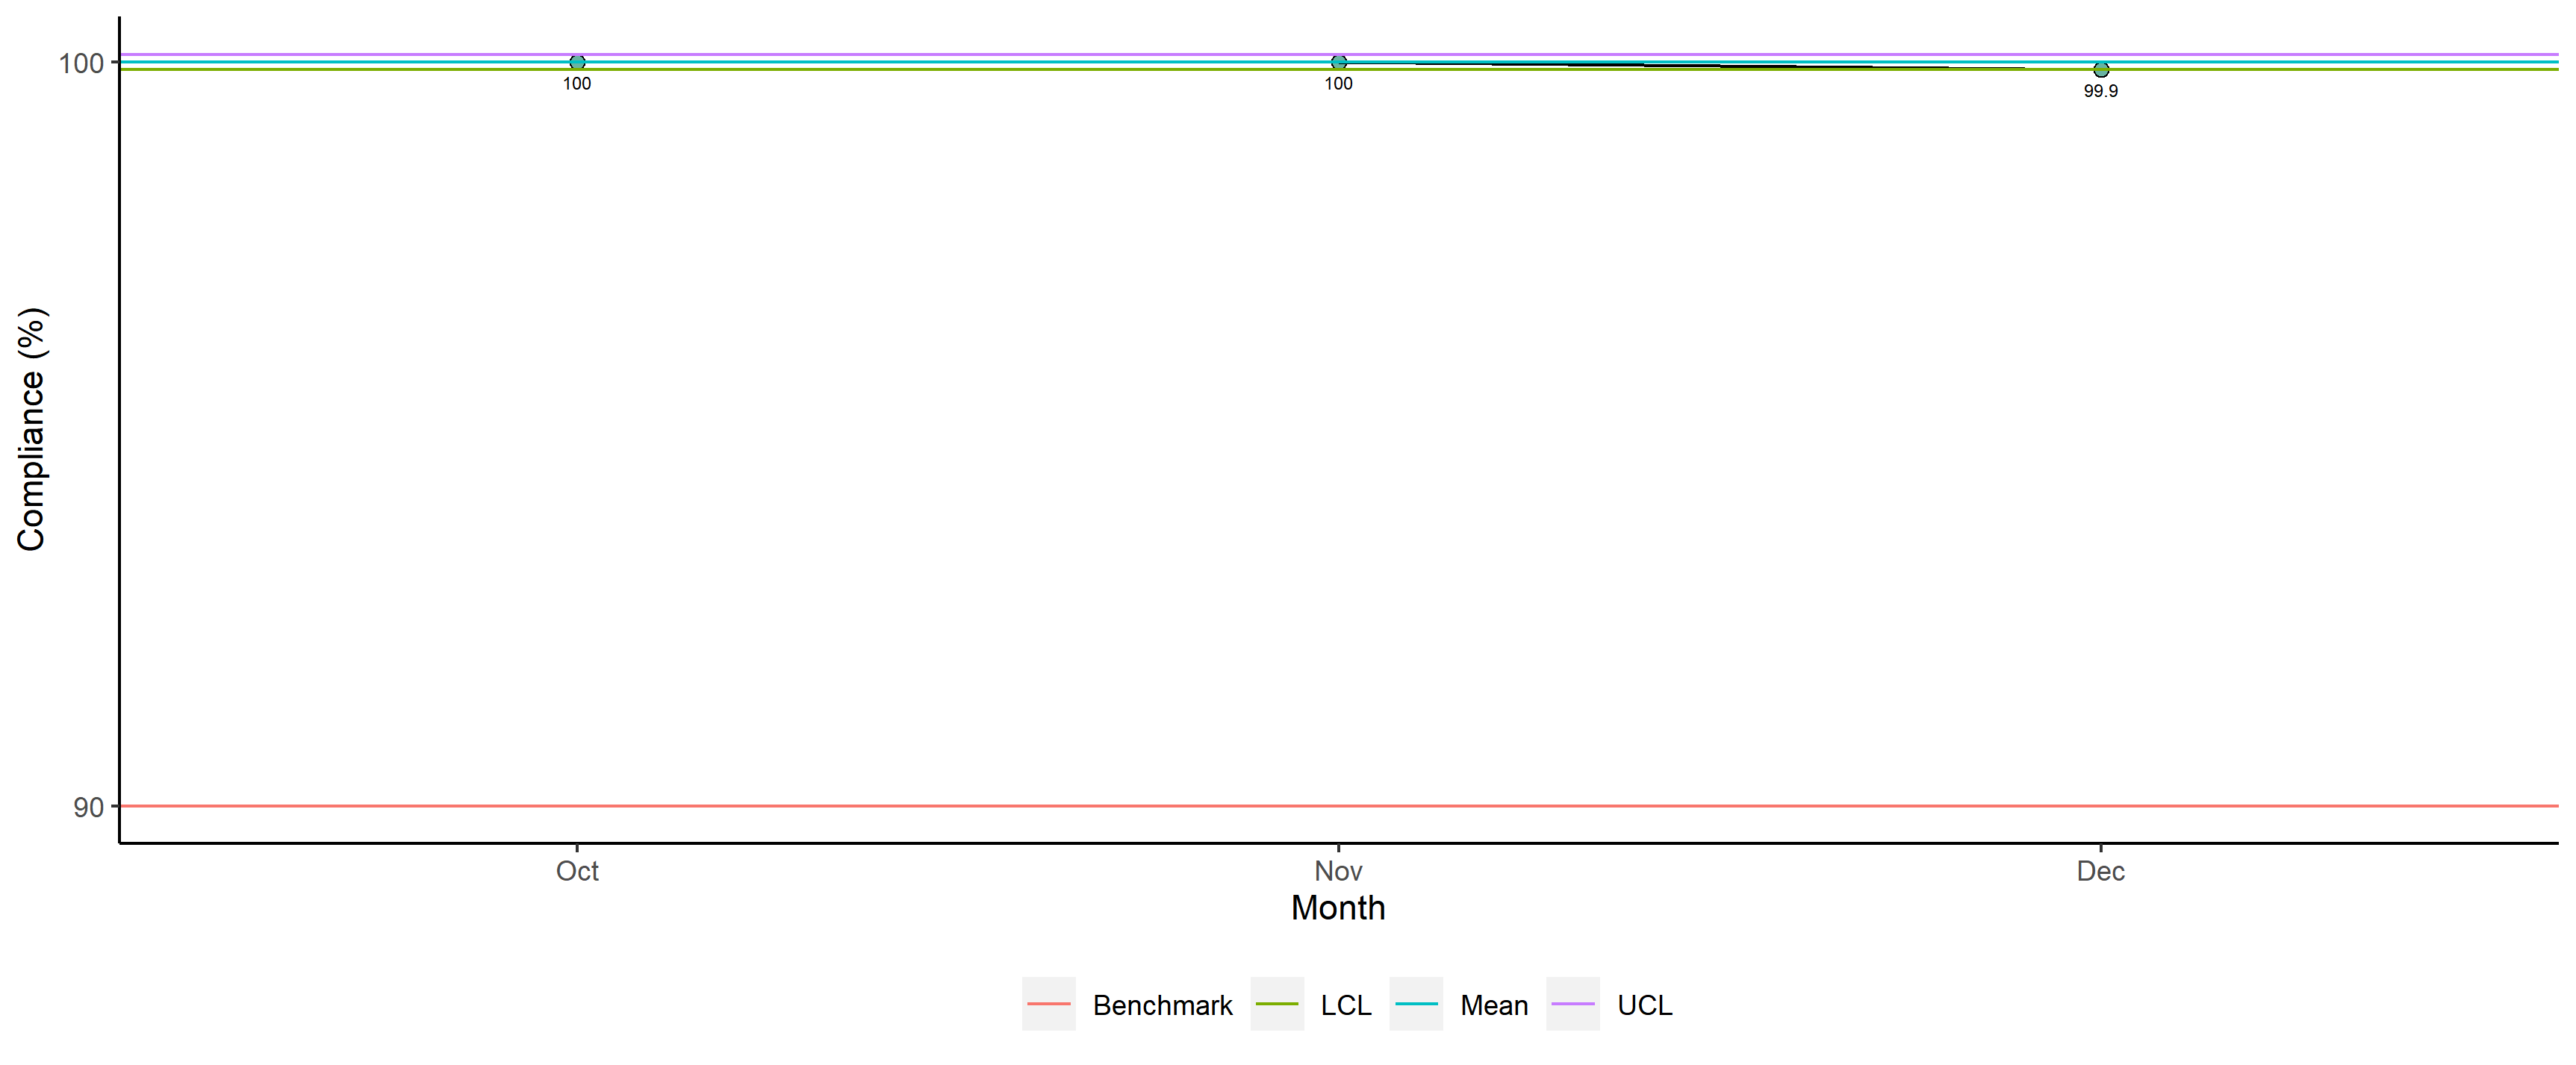 Compliance (%)
100
90
100
100
99.9
Oct
Nov
Dec
Month
Benchmark
LCL
Mean
UCL